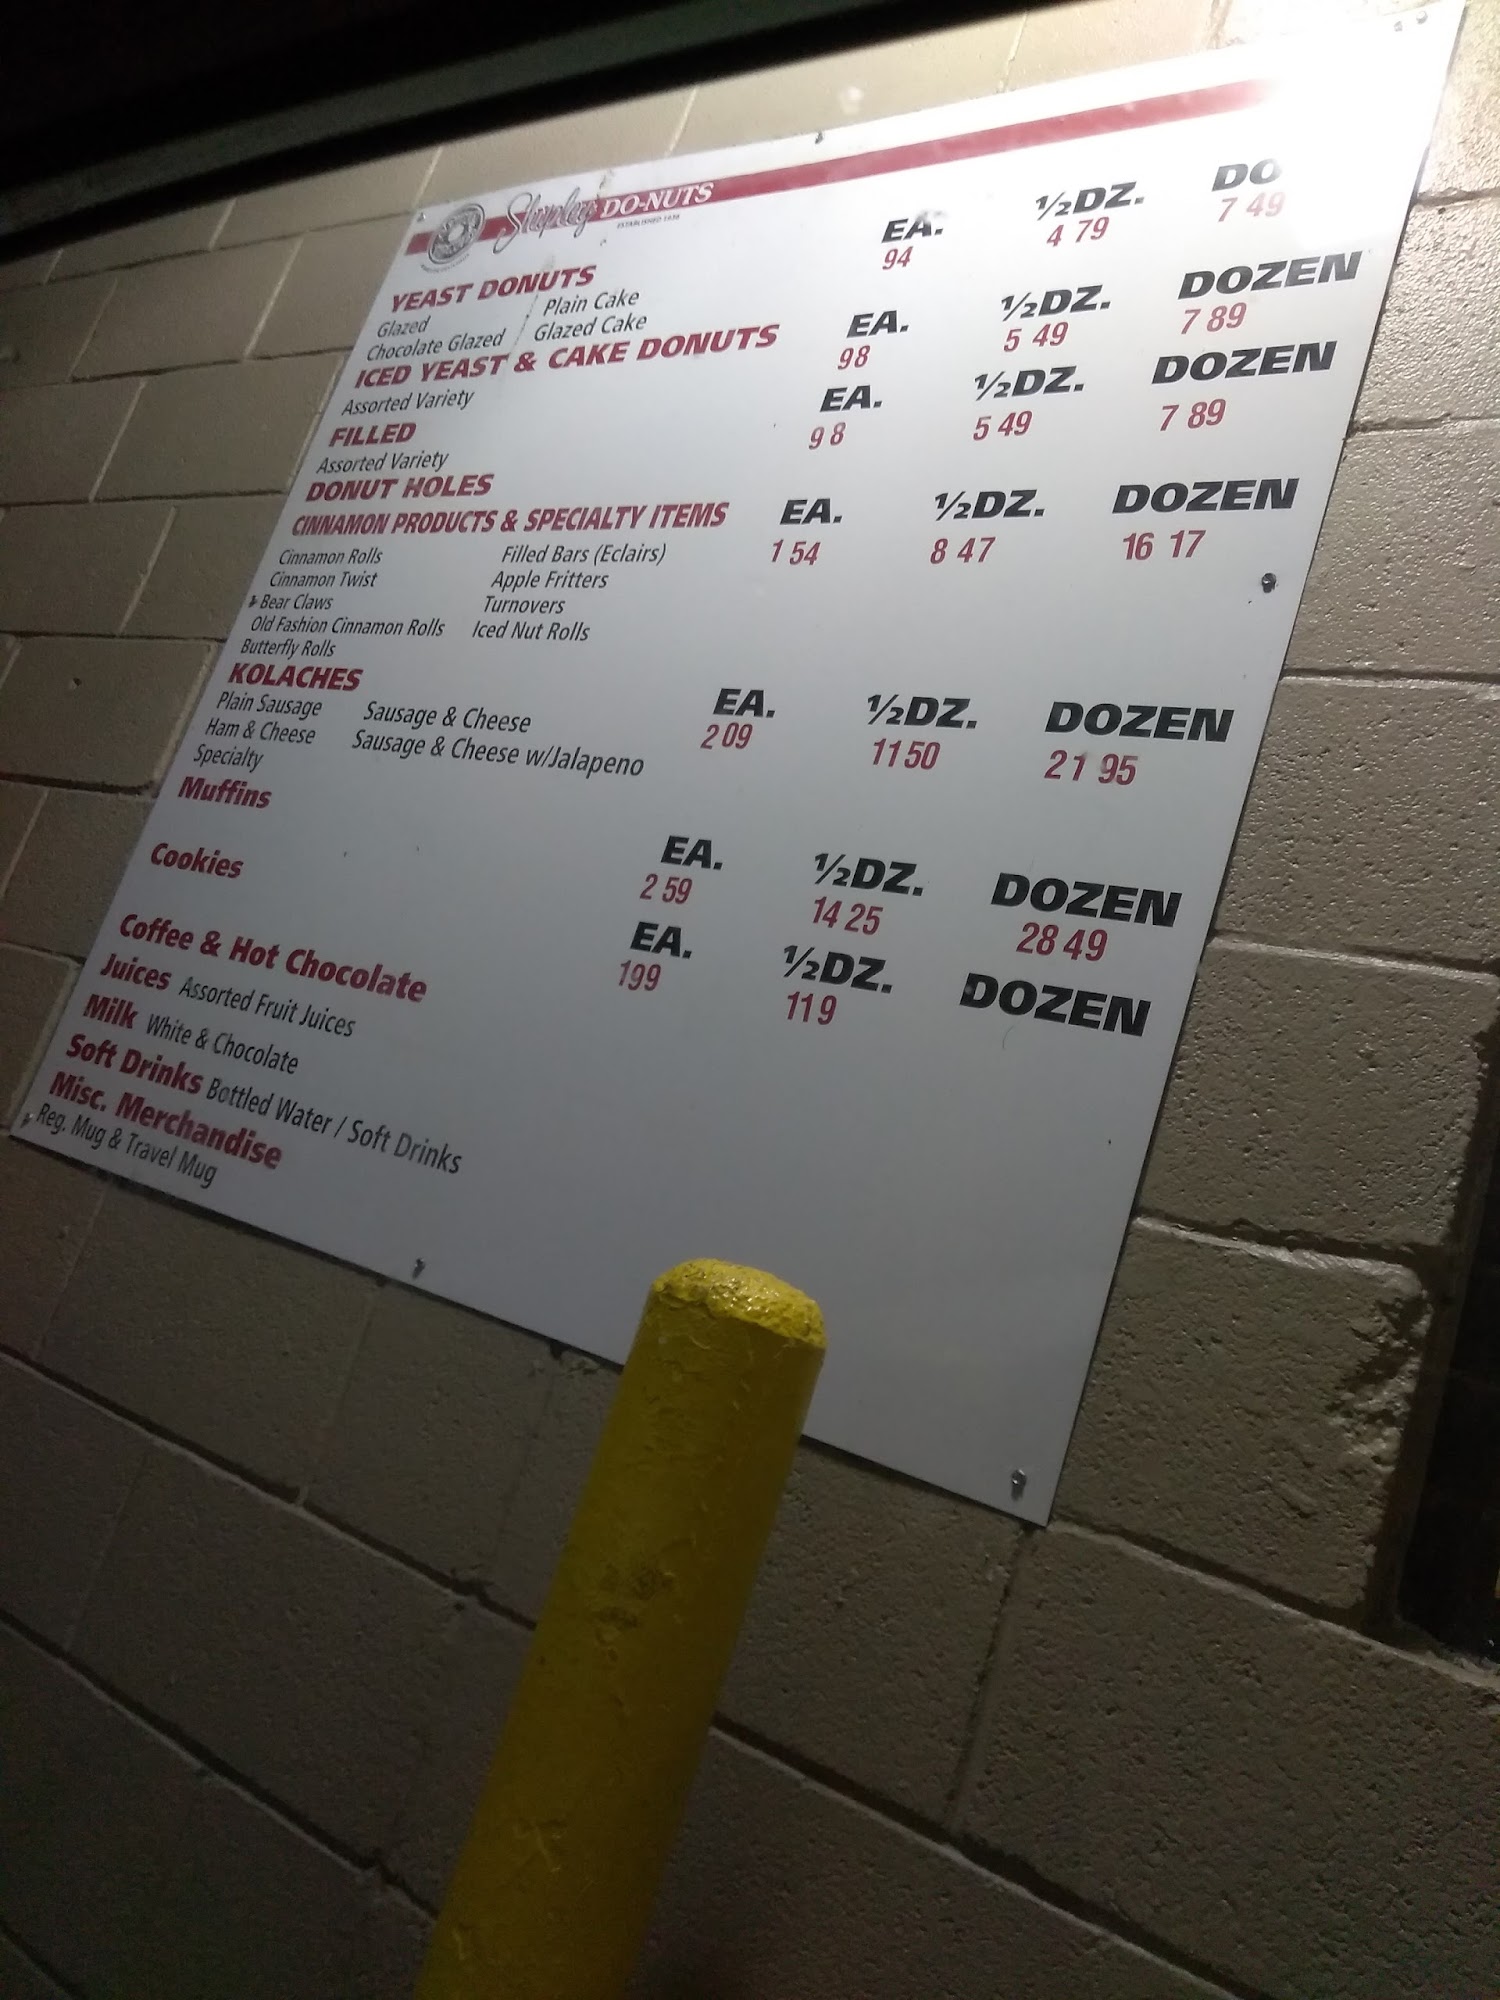 Shipley DO-NUTS
ESTABLISHED 1936
YEAST DONUTS EA. ½DZ. DO
94 4 79 7 49
Glazed Plain Cake
Chocolate Glazed Glazed Cake
ICED YEAST & CAKE DONUTS EA. ½DZ. DOZEN
Assorted Variety 98 5 49 7 89
FILLED EA. ½DZ. DOZEN
Assorted Variety 98 5 49 7 89
DONUT HOLES
CINNAMON PRODUCTS & SPECIALTY ITEMS EA. ½DZ. DOZEN
Cinnamon Rolls Filled Bars (Eclairs) 1 54 8 47 16 17
Cinnamon Twist Apple Fritters
Bear Claws Turnovers
Old Fashion Cinnamon Rolls Iced Nut Rolls
Butterfly Rolls
KOLACHES EA. ½DZ. DOZEN
Plain Sausage Sausage & Cheese 2 09 11 50 21 95
Ham & Cheese Sausage & Cheese w/Jalapeno
Specialty
Muffins EA. ½DZ. DOZEN
2 59 14 25 28 49
Cookies EA. ½DZ. DOZEN
199 119
Coffee & Hot Chocolate
Juices Assorted Fruit Juices
Milk White & Chocolate
Soft Drinks Bottled Water / Soft Drinks
Misc. Merchandise
Reg. Mug & Travel Mug